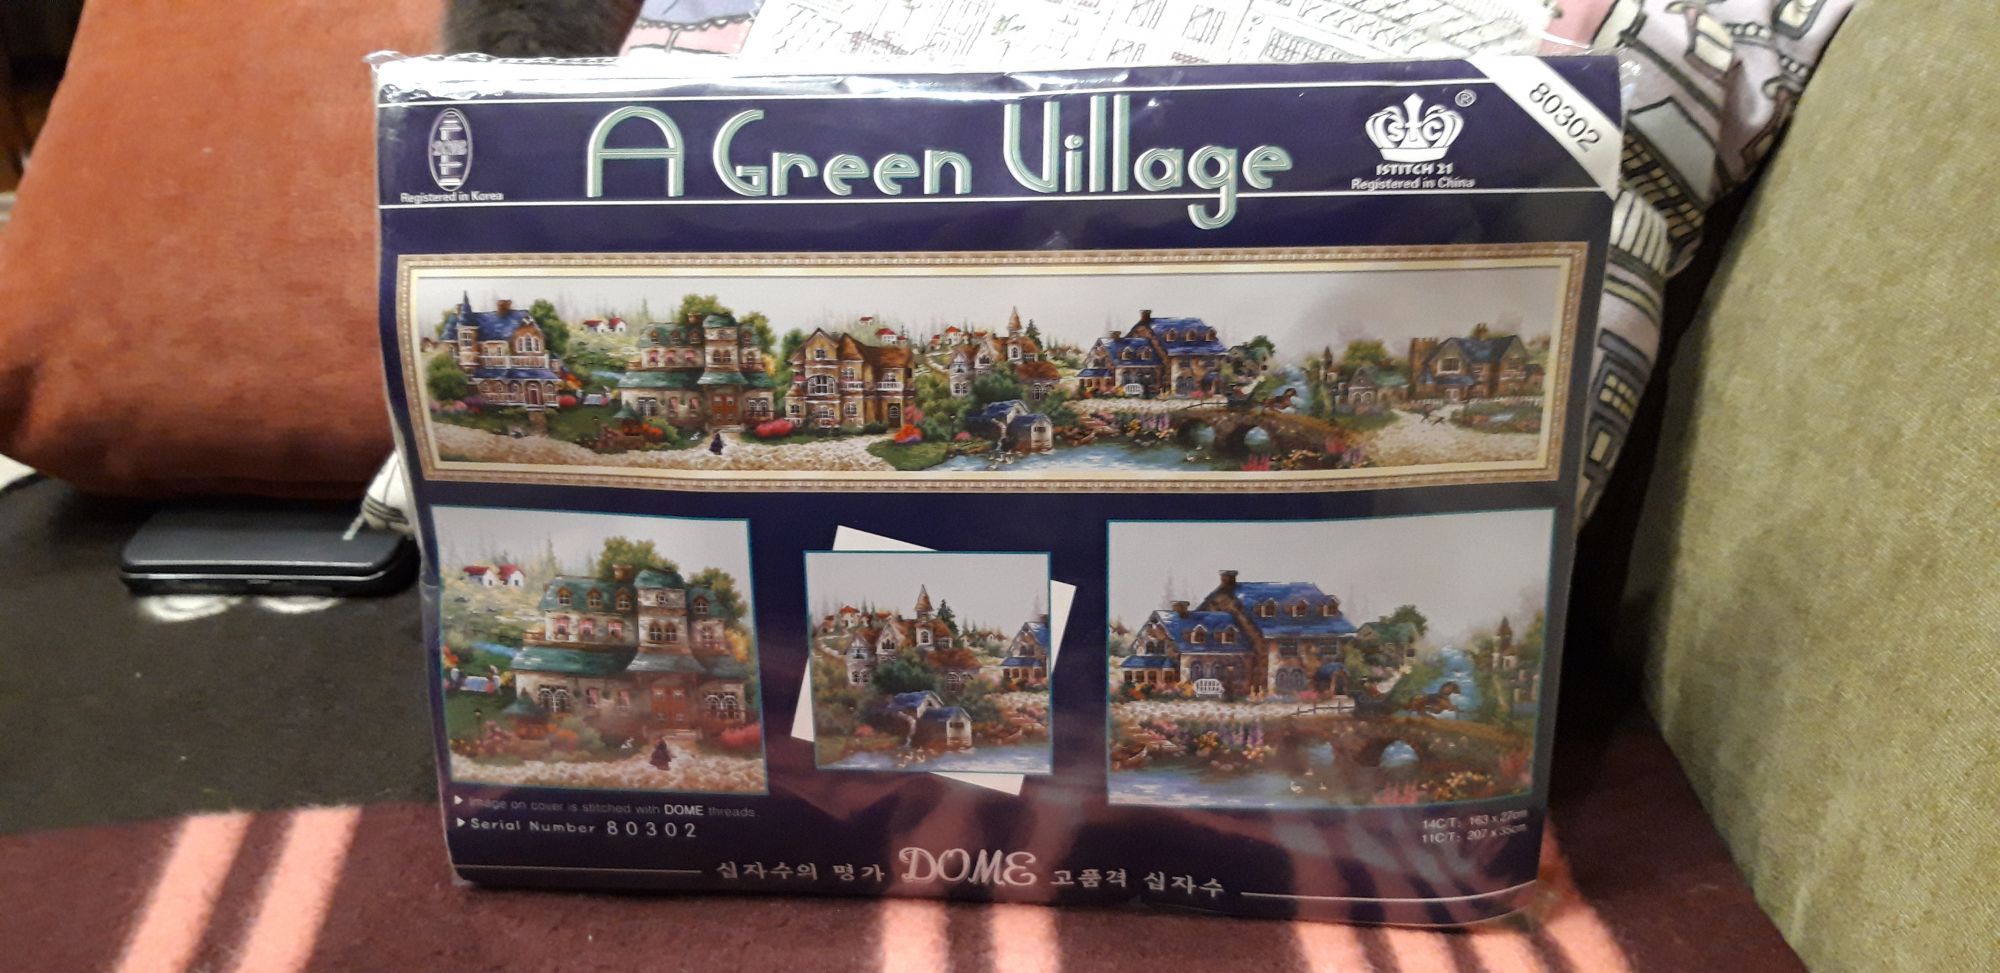 A Green Village
80302
Registered in Korea
S C
®
ISTITCH 21
Registered in China
Image on cover is stitched with DOME threads.
Serial Number 80302
14C/T: 163 x 27cm
11C/T: 207 x 35cm
십자수의 명가 DOME 고품격 십자수